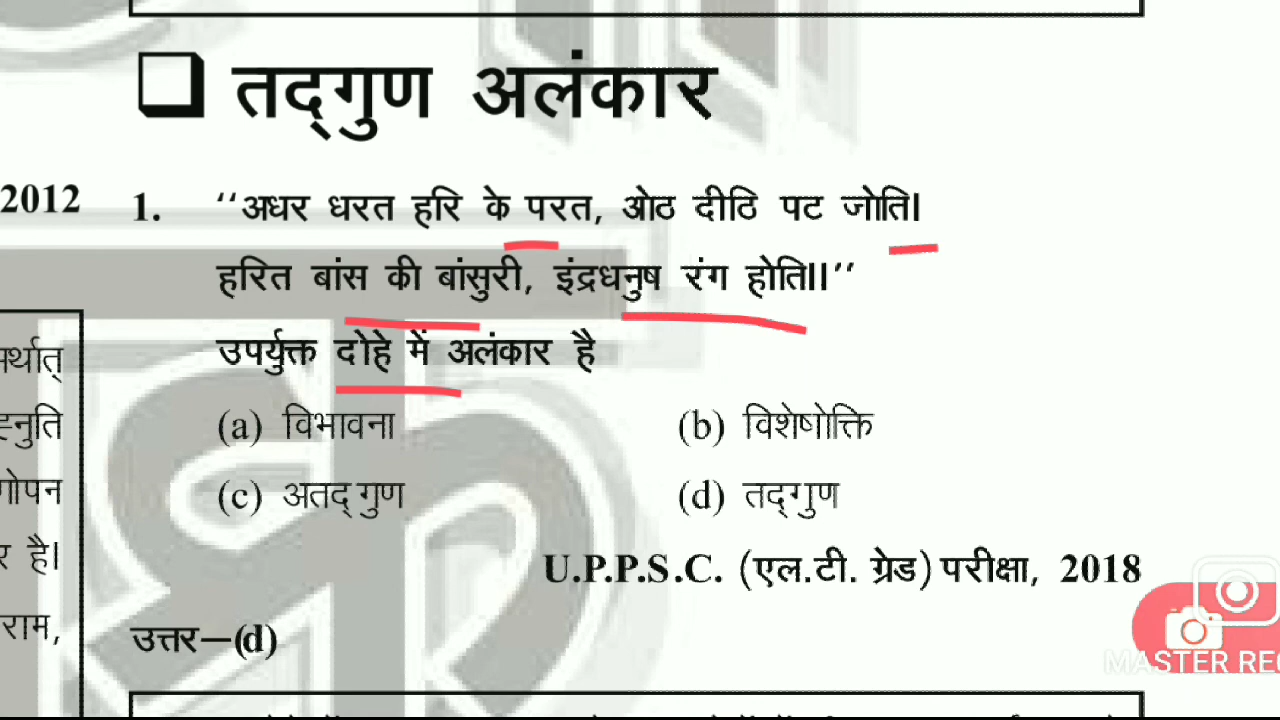 ❑ तद्‌गुण अलंकार
2012
1. ‘‘अधर धरत हरि के परत, ओठ दीठि पट जोति।
हरित बांस की बांसुरी, इंद्रधनुष रंग होति।।’’
उपर्युक्त दोहे में अलंकार है
(a) विभावना (b) विशेषोक्ति
(c) अतद् गुण (d) तद्‌गुण
U.P.P.S.C. (एल.टी. ग्रेड) परीक्षा, 2018
उत्तर–(d)
गोपन
है।
राम,
MASTER